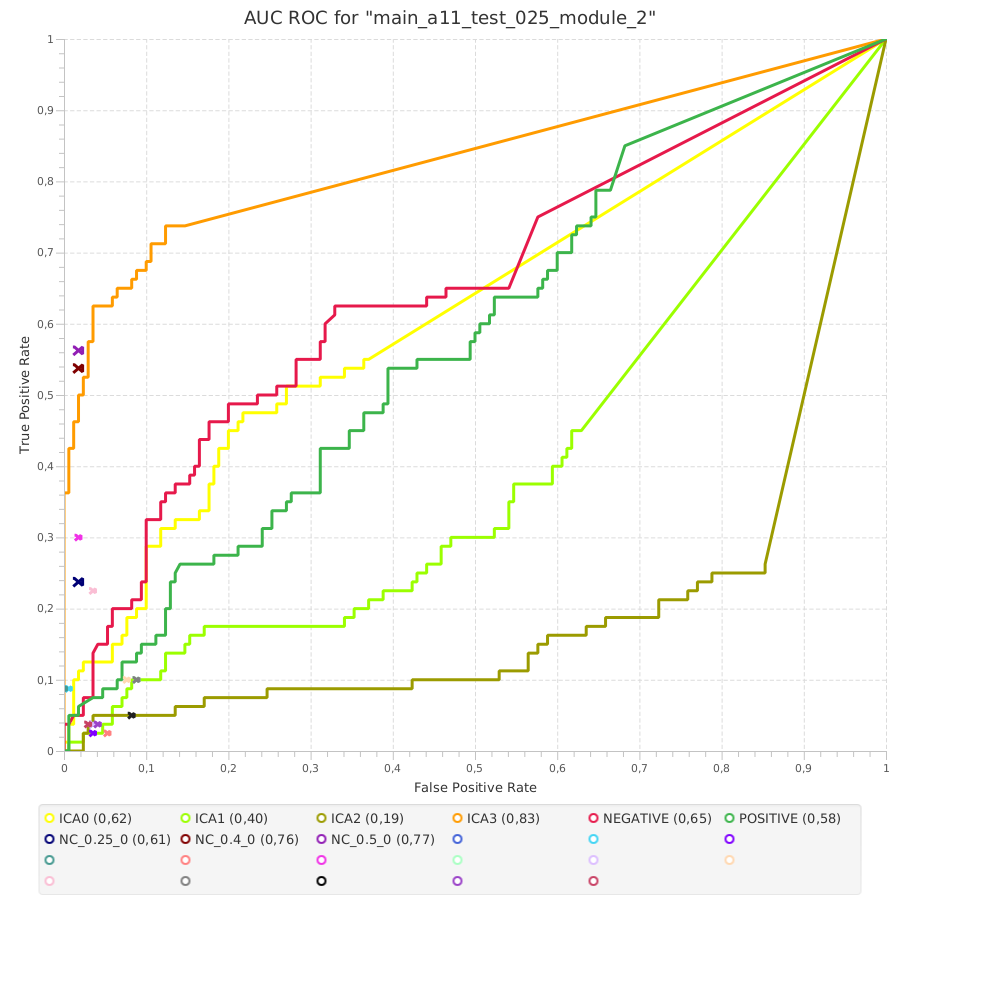 AUC ROC for "main_a11_test_025_module_2"
1
0,9
0,8
0,7
0,6
0,5
0,4
0,3
0,2
0,1
0
True Positive Rate
0 0,1 0,2 0,3 0,4 0,5 0,6 0,7 0,8 0,9 1
False Positive Rate
ICA0 (0,62) ICA1 (0,40) ICA2 (0,19) ICA3 (0,83) NEGATIVE (0,65) POSITIVE (0,58)
NC_0.25_0 (0,61) NC_0.4_0 (0,76) NC_0.5_0 (0,77)